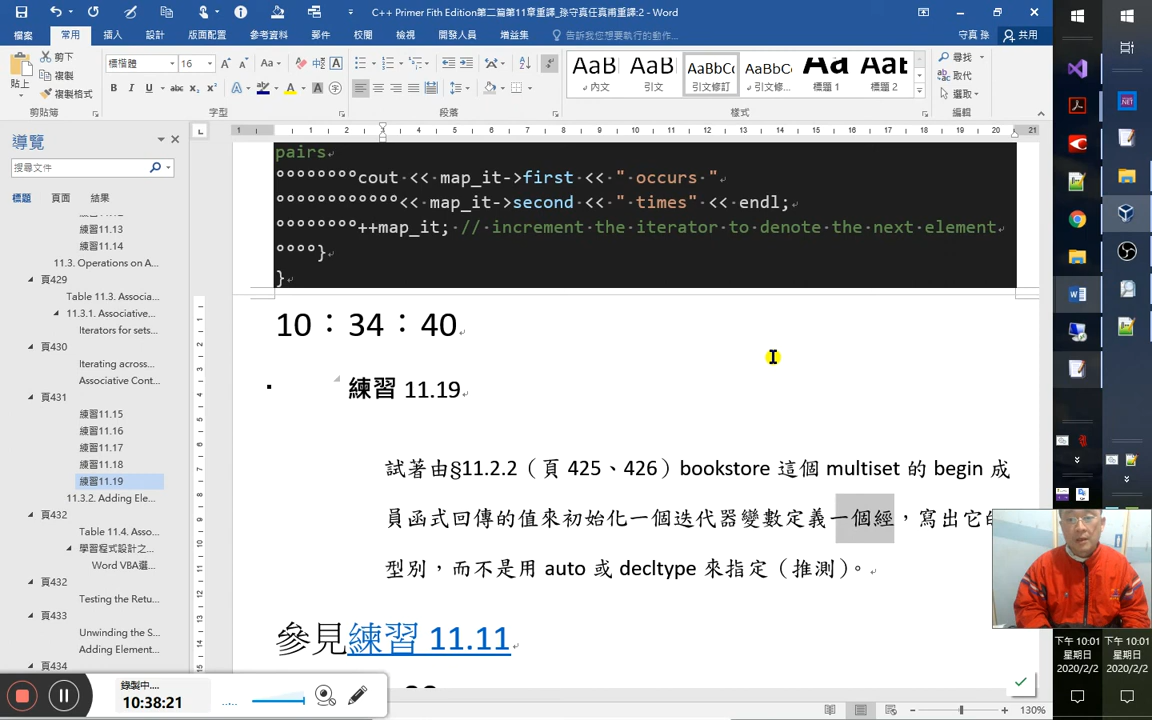 C++ Primer Fith Edition第二篇第11章重譯_孫守真任真甫重譯:2 - Word
檔案 常用 插入 設計 版面配置 參考資料 郵件 校閱 檢視 開發人員 增益集 告訴我您想要執行的動作... 守真 孫 共用
貼上 剪下 複製 複製格式
標楷體 16
AaB AaB AaBbCc AaBbCc AaB AaB
內文 引文 引文修訂 引文修... 標題 1 標題 2
尋找 取代 選取
剪貼簿 字型 段落 樣式 編輯
導覽
搜尋文件
標題 頁面 結果
練習11.13
練習11.14
11.3. Operations on A...
頁429
Table 11.3. Associa...
11.3.1. Associative...
Iterators for sets...
頁430
Iterating across...
Associative Cont...
頁431
練習11.15
練習11.16
練習11.17
練習11.18
練習11.19
11.3.2. Adding Ele...
頁432
Table 11.4. Associa...
學習程式設計之...
Word VBA選...
頁432
Testing the Retu...
頁433
Unwinding the S...
Adding Element...
頁434
pairs
cout << map_it->first << " occurs "
<< map_it->second << " times" << endl;
++map_it; // increment the iterator to denote the next element
}
}
10：34：40
練習 11.19
試著由§11.2.2（頁 425、426）bookstore 這個 multiset 的 begin 成
員函式回傳的值來初始化一個迭代器變數定義一個經，寫出它的
型別，而不是用 auto 或 decltype 來指定（推測）。
參見練習 11.11
錄製中....
10:38:21
130%
下午 10:01
星期日
2020/2/2
下午 10:01
星期日
2020/2/2